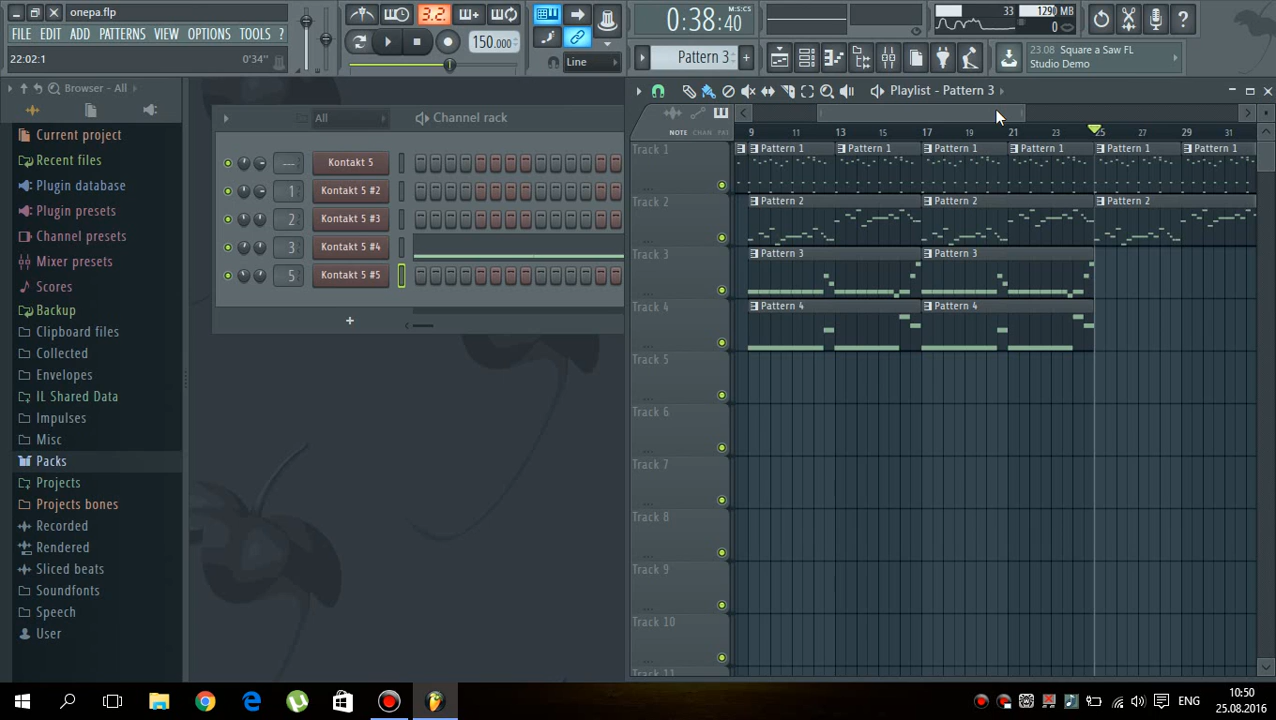 onepa.flp
FILE EDIT ADD PATTERNS VIEW OPTIONS TOOLS ?
22:02:1 0'34"
3.2.
150.000
Line
0:38:40 M:S:CS
Pattern 3
33 1290 MB
0
23.08 Square a Saw FL
Studio Demo
Browser - All
Current project
Recent files
Plugin database
Plugin presets
Channel presets
Mixer presets
Scores
Backup
Clipboard files
Collected
Envelopes
IL Shared Data
Impulses
Misc
Packs
Projects
Projects bones
Recorded
Rendered
Sliced beats
Soundfonts
Speech
User
All
Channel rack
--- Kontakt 5
1 Kontakt 5 #2
2 Kontakt 5 #3
3 Kontakt 5 #4
5 Kontakt 5 #5
+
Playlist - Pattern 3
NOTE CHAN PAT
9 11 13 15 17 19 21 23 25 27 29 31
Track 1 Pattern 1 Pattern 1 Pattern 1 Pattern 1 Pattern 1 Pattern 1
Track 2 Pattern 2 Pattern 2 Pattern 2
Track 3 Pattern 3 Pattern 3
Track 4 Pattern 4 Pattern 4
Track 5
Track 6
Track 7
Track 8
Track 9
Track 10
Track 11
ENG
10:50
25.08.2016